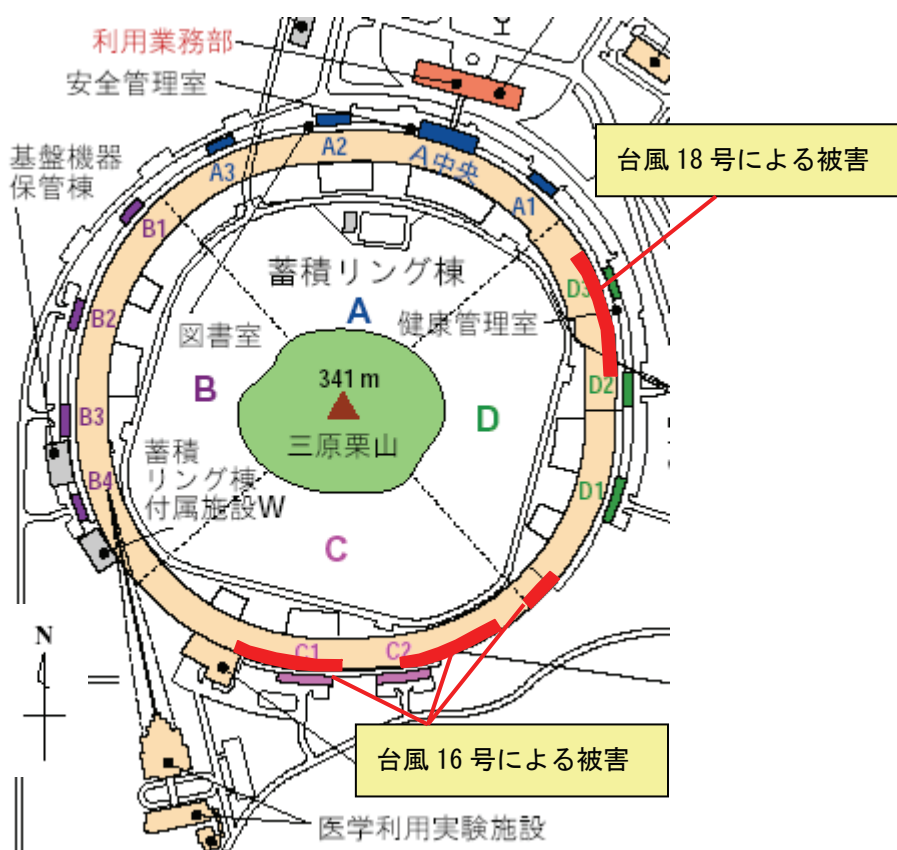 利用業務部
安全管理室
基盤機器
保管棟
A3
A2
A中央
A1
台風 18 号による被害
B1
B2
B3
B4
蓄積リング棟
A
図書室
健康管理室
D3
D2
D1
341 m
三原栗山
B
D
C
蓄積
リング棟
付属施設W
N
C1
C2
台風 16 号による被害
医学利用実験施設